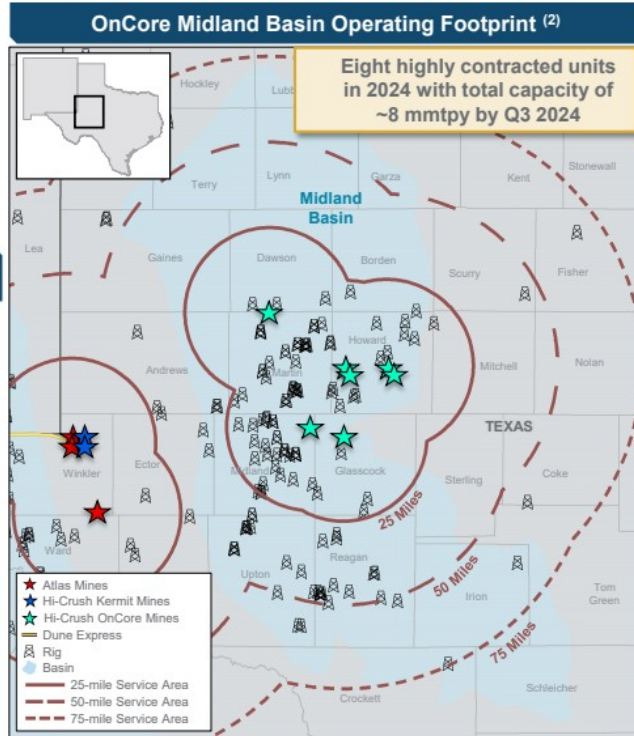 OnCore Midland Basin Operating Footprint (2)
Eight highly contracted units
in 2024 with total capacity of
~8 mmtpy by Q3 2024
Hockley
Lubb
Stonewall
Terry
Lynn
Garza
Kent
Midland
Basin
Lea
Gaines
Dawson
Borden
Scurry
Fisher
Howard
Andrews
Martin
Mitchell
Nolan
TEXAS
Winkler
Ector
Midland
Glasscock
Sterling
Coke
25 Miles
Ward
Upton
Reagan
50 Miles
Irion
Tom
Green
75 Miles
Crockett
Schleicher
Atlas Mines
Hi-Crush Kermit Mines
Hi-Crush OnCore Mines
Dune Express
Rig
Basin
25-mile Service Area
50-mile Service Area
75-mile Service Area